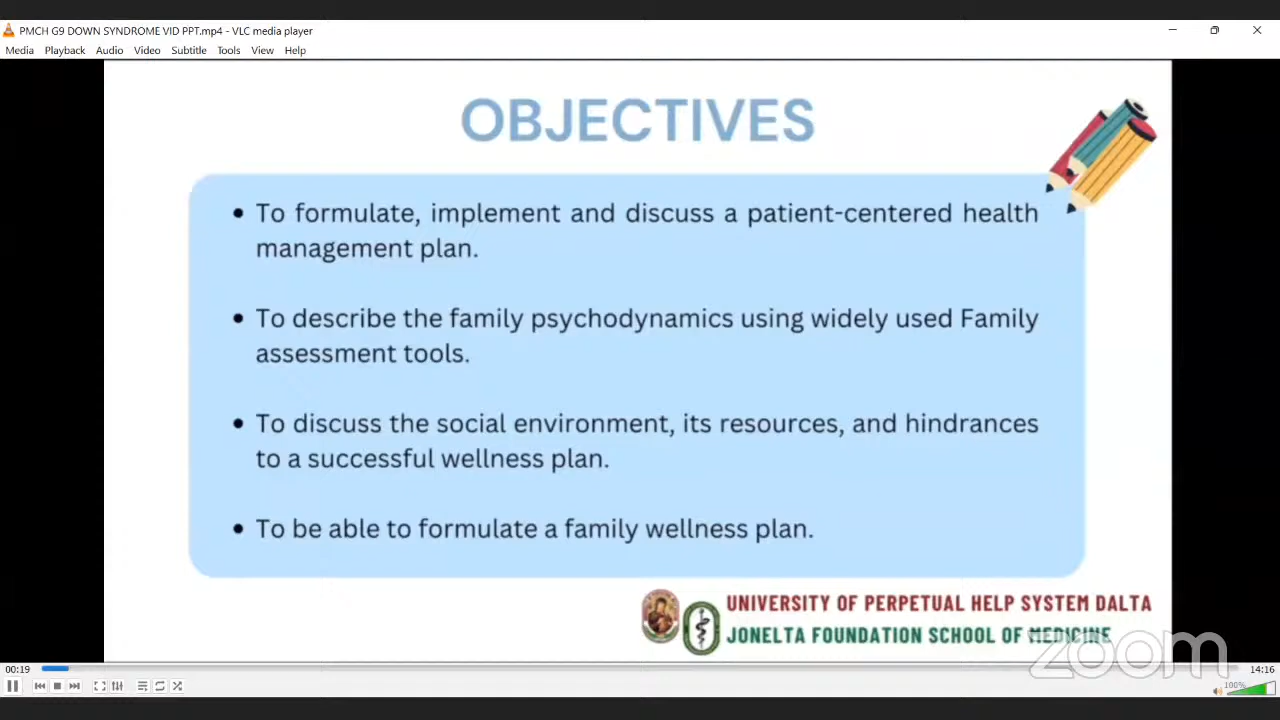 PMCH G9 DOWN SYNDROME VID PPT.mp4 - VLC media player
Media Playback Audio Video Subtitle Tools View Help
OBJECTIVES
• To formulate, implement and discuss a patient-centered health
management plan.
• To describe the family psychodynamics using widely used Family
assessment tools.
• To discuss the social environment, its resources, and hindrances
to a successful wellness plan.
• To be able to formulate a family wellness plan.
UNIVERSITY OF PERPETUAL HELP SYSTEM DALTA
JONELTA FOUNDATION SCHOOL OF MEDICINE
zoom
00:19
14:16
100%